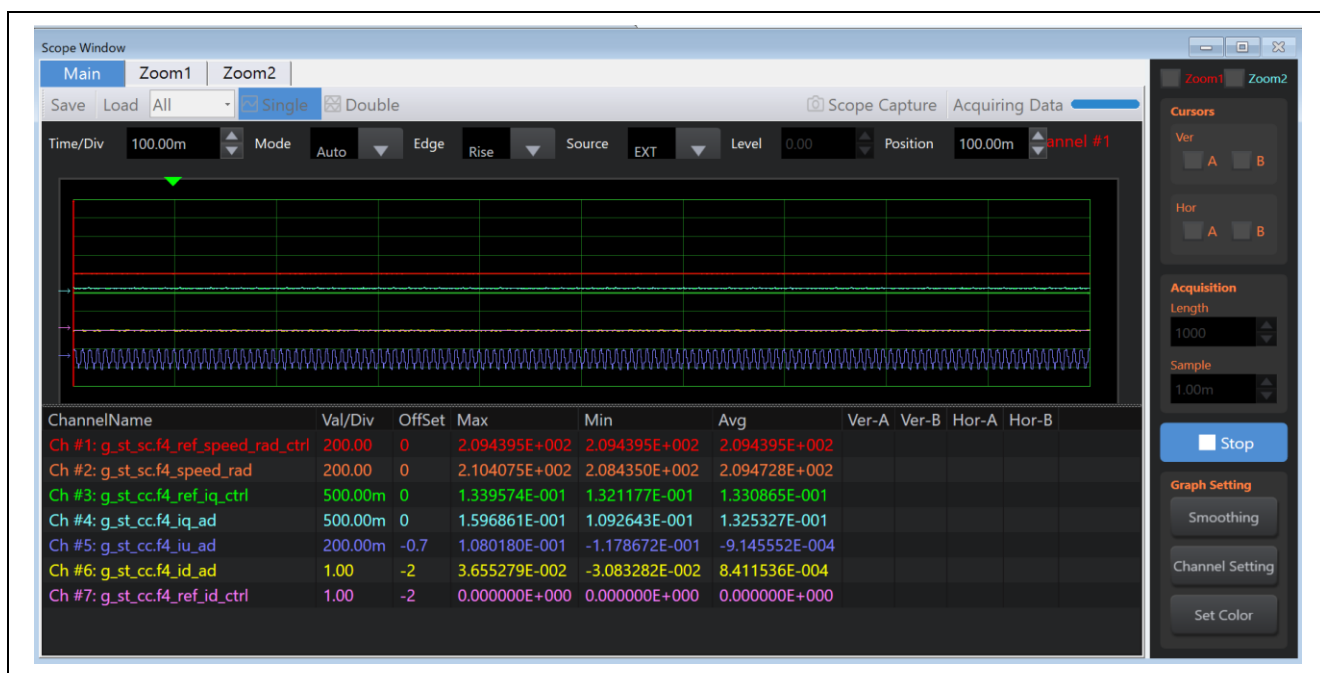 Scope Window
Main Zoom1 Zoom2
Save Load All Single Double Scope Capture Acquiring Data
Time/Div 100.00m Mode Auto Edge Rise Source EXT Level 0.00 Position 100.00m annel #1
ChannelName Val/Div OffSet Max Min Avg Ver-A Ver-B Hor-A Hor-B
Ch #1: g_st_sc.f4_ref_speed_rad_ctrl 200.00 0 2.094395E+002 2.094395E+002 2.094395E+002
Ch #2: g_st_sc.f4_speed_rad 200.00 0 2.104075E+002 2.084350E+002 2.094728E+002
Ch #3: g_st_cc.f4_ref_iq_ctrl 500.00m 0 1.339574E-001 1.321177E-001 1.330865E-001
Ch #4: g_st_cc.f4_iq_ad 500.00m 0 1.596861E-001 1.092643E-001 1.325327E-001
Ch #5: g_st_cc.f4_iu_ad 200.00m -0.7 1.080180E-001 -1.178672E-001 -9.145552E-004
Ch #6: g_st_cc.f4_id_ad 1.00 -2 3.655279E-002 -3.083282E-002 8.411536E-004
Ch #7: g_st_cc.f4_ref_id_ctrl 1.00 -2 0.000000E+000 0.000000E+000 0.000000E+000
Zoom1 Zoom2
Cursors
Ver
A B
Hor
A B
Acquisition
Length
1000
Sample
1.00m
Stop
Graph Setting
Smoothing
Channel Setting
Set Color